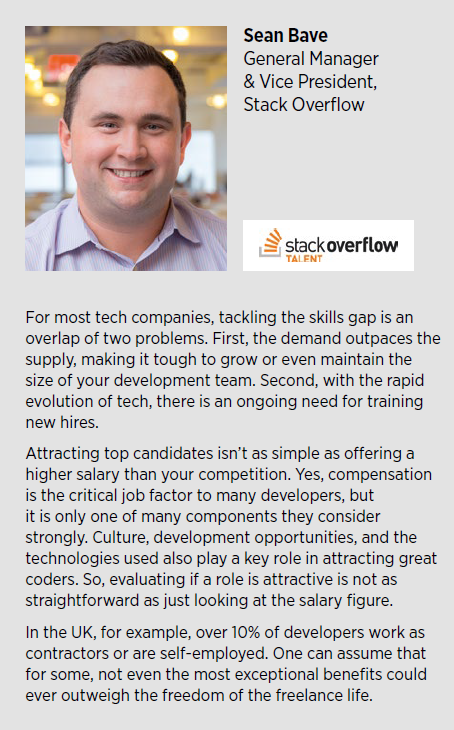 Sean Bave
General Manager
& Vice President,
Stack Overflow
stackoverflow
TALENT
For most tech companies, tackling the skills gap is an
overlap of two problems. First, the demand outpaces the
supply, making it tough to grow or even maintain the
size of your development team. Second, with the rapid
evolution of tech, there is an ongoing need for training
new hires.
Attracting top candidates isn’t as simple as offering a
higher salary than your competition. Yes, compensation
is the critical job factor to many developers, but
it is only one of many components they consider
strongly. Culture, development opportunities, and the
technologies used also play a key role in attracting great
coders. So, evaluating if a role is attractive is not as
straightforward as just looking at the salary figure.
In the UK, for example, over 10% of developers work as
contractors or are self-employed. One can assume that
for some, not even the most exceptional benefits could
ever outweigh the freedom of the freelance life.